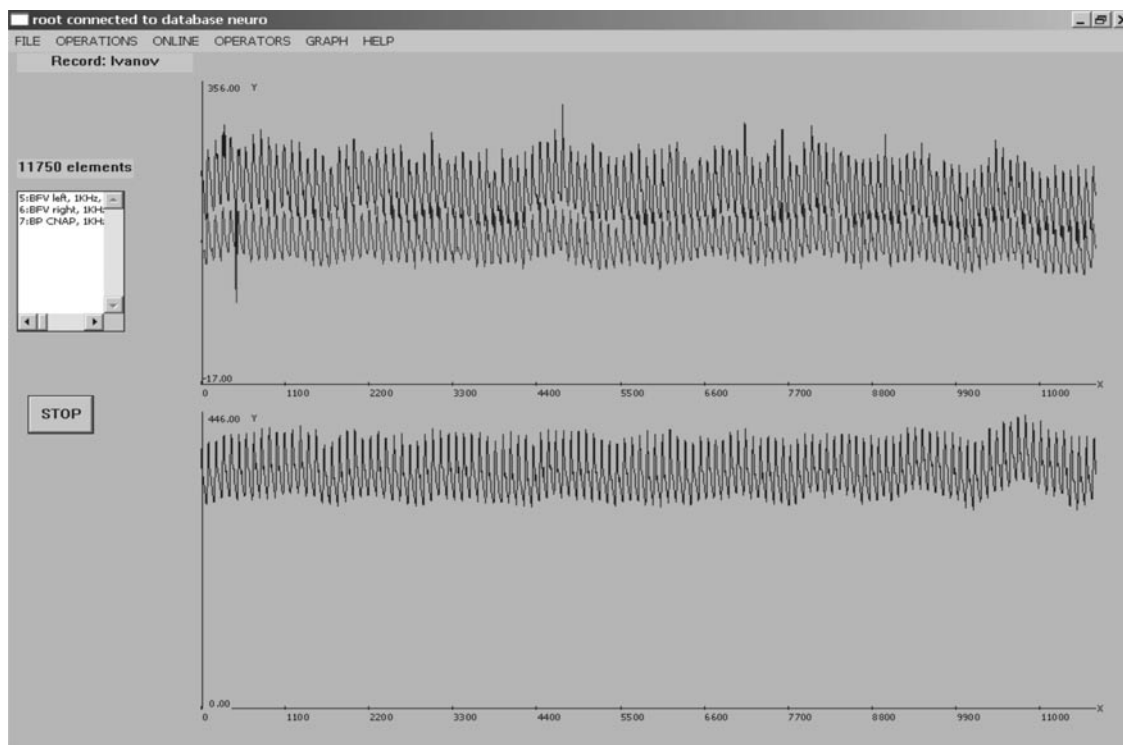 root connected to database neuro
FILE OPERATIONS ONLINE OPERATORS GRAPH HELP
Record: Ivanov
11750 elements
5:BFV left, 1KHz,
6:BFV right, 1KHz
7:BP CNAP, 1KHz
STOP
356.00 Y
-17.00
0 1100 2200 3300 4400 5500 6600 7700 8800 9900 11000 X
446.00 Y
0.00
0 1100 2200 3300 4400 5500 6600 7700 8800 9900 11000 X